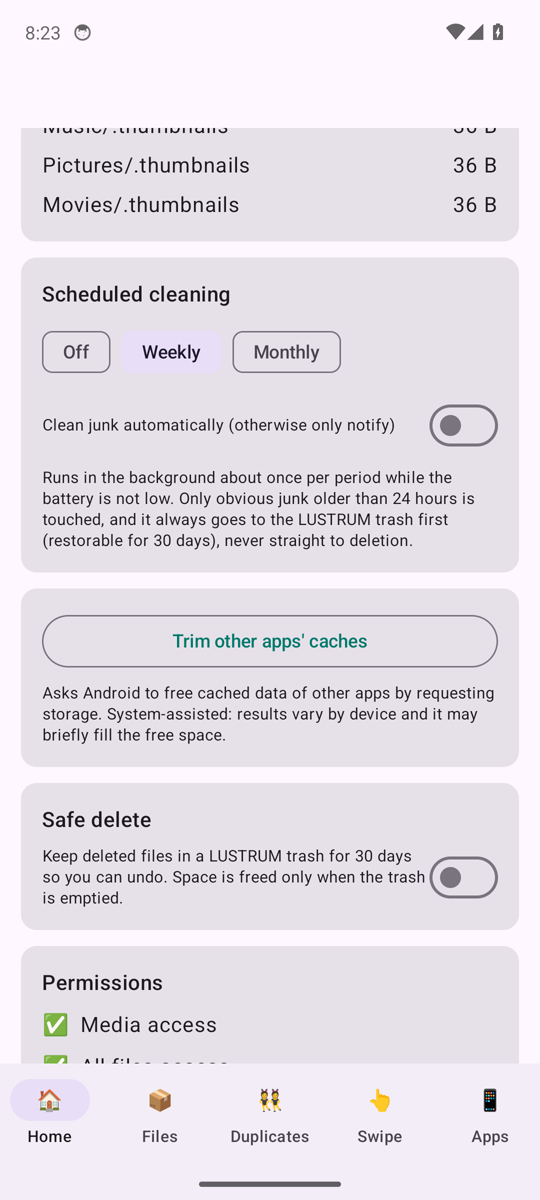 8:23
Music/.thumbnails 36 B
Pictures/.thumbnails 36 B
Movies/.thumbnails 36 B
Scheduled cleaning
Off Weekly Monthly
Clean junk automatically (otherwise only notify)
Runs in the background about once per period while the
battery is not low. Only obvious junk older than 24 hours is
touched, and it always goes to the LUSTRUM trash first
(restorable for 30 days), never straight to deletion.
Trim other apps' caches
Asks Android to free cached data of other apps by requesting
storage. System-assisted: results vary by device and it may
briefly fill the free space.
Safe delete
Keep deleted files in a LUSTRUM trash for 30 days
so you can undo. Space is freed only when the trash
is emptied.
Permissions
Media access
All files access
Home Files Duplicates Swipe Apps